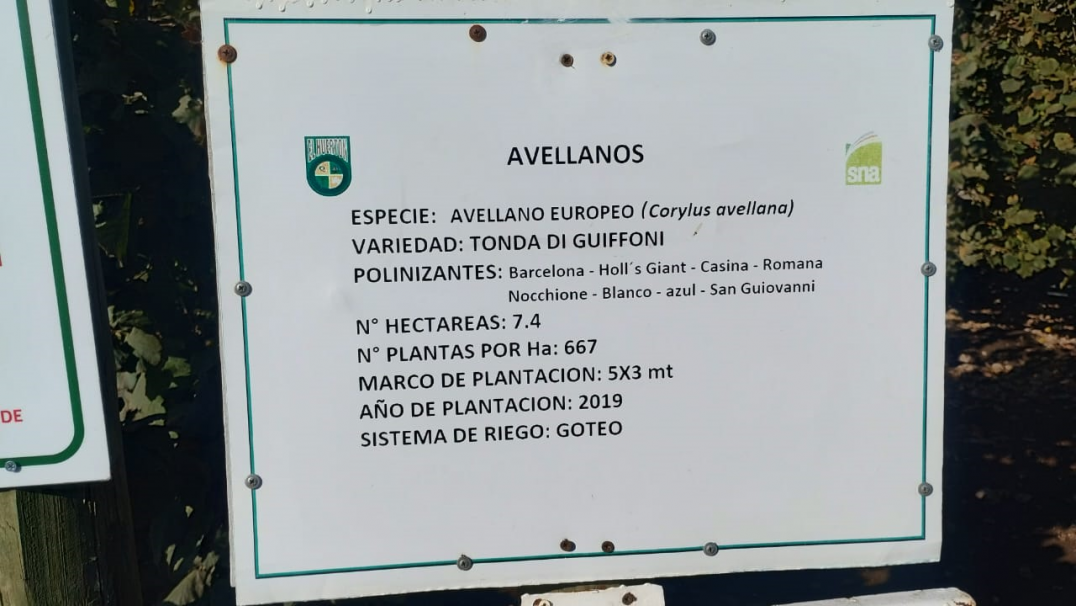 EL HUERTON
AVELLANOS
sna
ESPECIE: AVELLANO EUROPEO (Corylus avellana)
VARIEDAD: TONDA DI GUIFFONI
POLINIZANTES: Barcelona - Holl´s Giant - Casina - Romana
Nocchione - Blanco - azul - San Guiovanni
N° HECTAREAS: 7.4
N° PLANTAS POR Ha: 667
MARCO DE PLANTACION: 5X3 mt
AÑO DE PLANTACION: 2019
SISTEMA DE RIEGO: GOTEO
DE